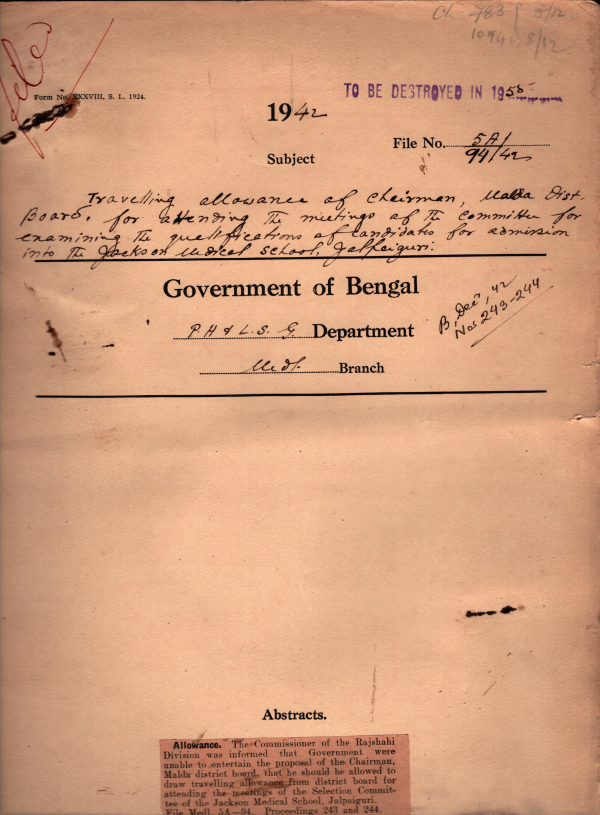 Form No. XXXVIII, S. I., 1924.
TO BE DESTROYED IN 1955
1942
File No. 5A/
94/42
Subject
Travelling allowance of Chairman, Malda Dist.
Board, for attending the meetings of the committee for
examining the qualifications of candidates for admission
into the Jackson Medical School, Jalpaiguri.
Government of Bengal
P H & L. S. G. Department
Medl. Branch
B, Dec, 42
Nos 243-244
Abstracts.
Allowance. The Commissioner of the Rajshahi
Division was informed that Government were
unable to entertain the proposal of the Chairman,
Malda district board, that he should be allowed to
draw travelling allowance from district board for
attending the meetings of the Selection Commit-
tee of the Jackson Medical School, Jalpaiguri.
File Medl. 5A—94. Proceedings 243 and 244.